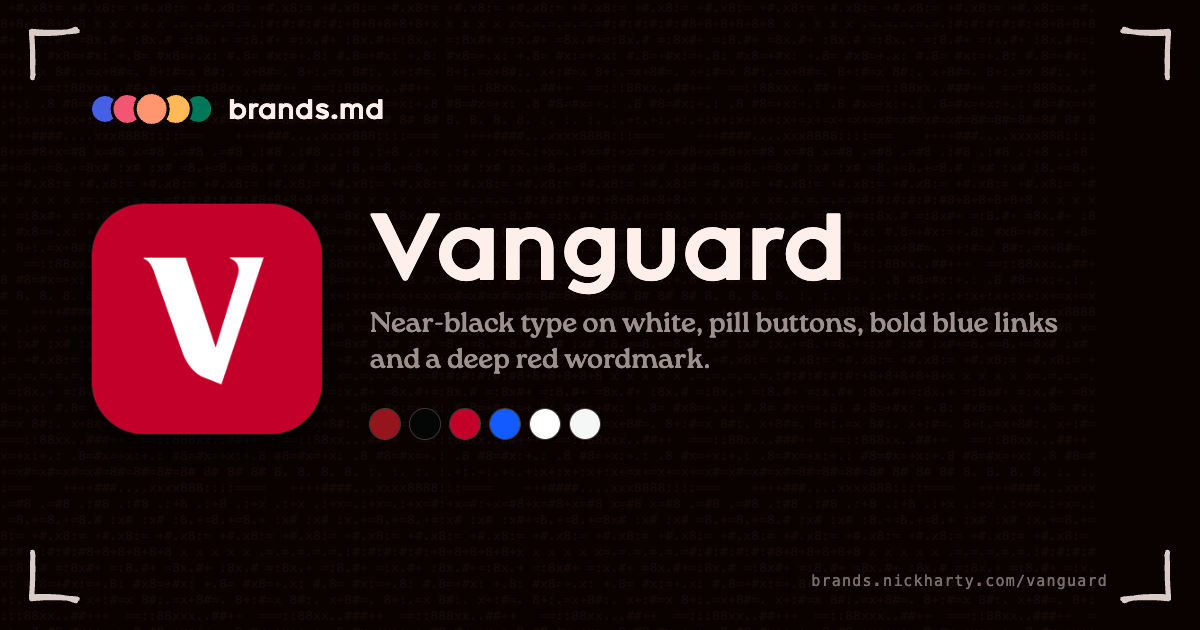 brands.md
V
Vanguard
Near-black type on white, pill buttons, bold blue links
and a deep red wordmark.
brands.nickharty.com/vanguard